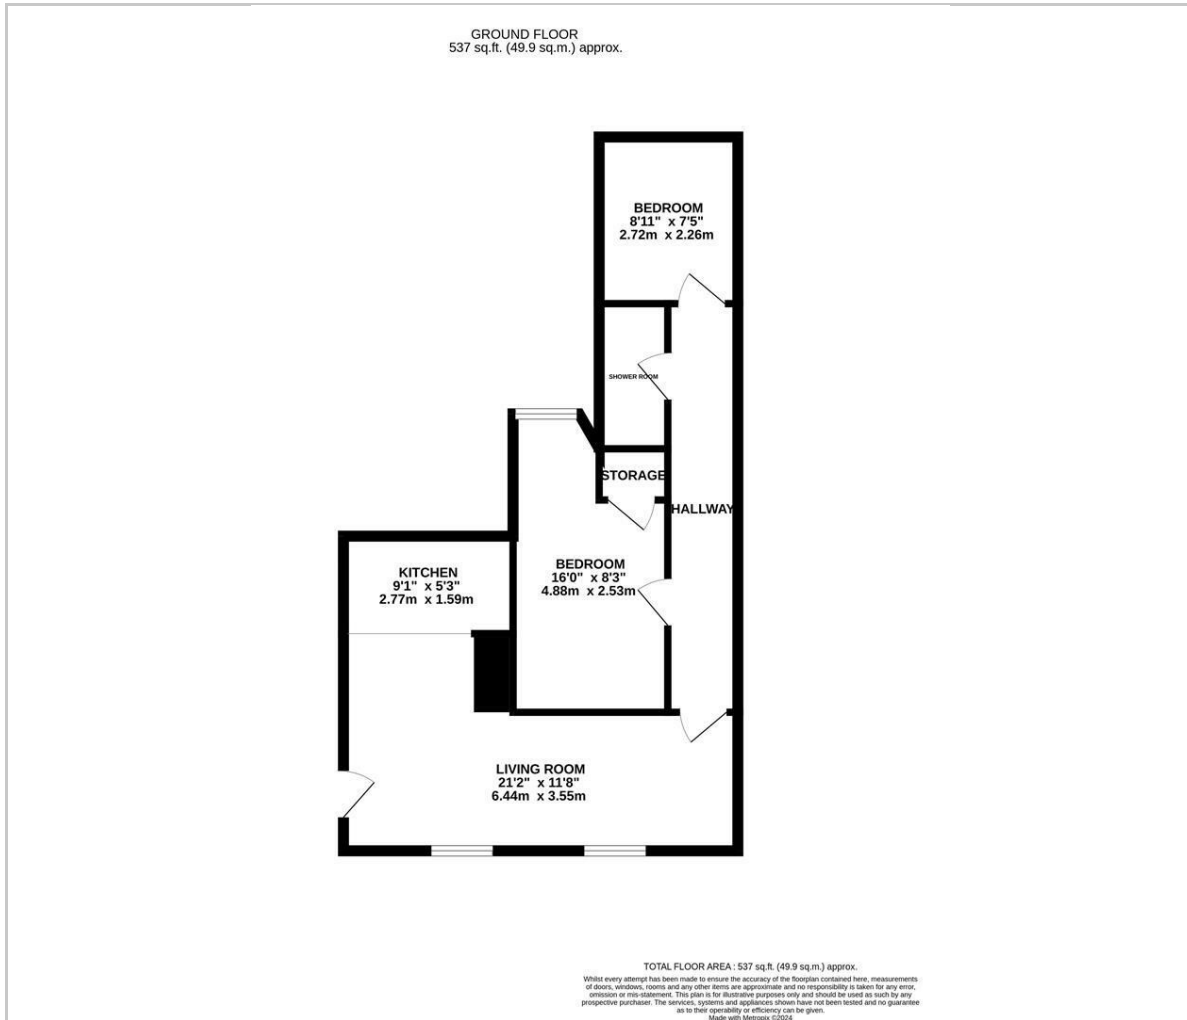 GROUND FLOOR
537 sq.ft. (49.9 sq.m.) approx.
BEDROOM
8'11" x 7'5"
2.72m x 2.26m
SHOWER ROOM
STORAGE
HALLWAY
BEDROOM
16'0" x 8'3"
4.88m x 2.53m
KITCHEN
9'1" x 5'3"
2.77m x 1.59m
LIVING ROOM
21'2" x 11'8"
6.44m x 3.55m
TOTAL FLOOR AREA : 537 sq.ft. (49.9 sq.m.) approx.
Whilst every attempt has been made to ensure the accuracy of the floorplan contained here, measurements
of doors, windows, rooms and any other items are approximate and no responsibility is taken for any error,
omission or mis-statement. This plan is for illustrative purposes only and should be used as such by any
prospective purchaser. The services, systems and appliances shown have not been tested and no guarantee
as to their operability or efficiency can be given.
Made with Metropix ©2024